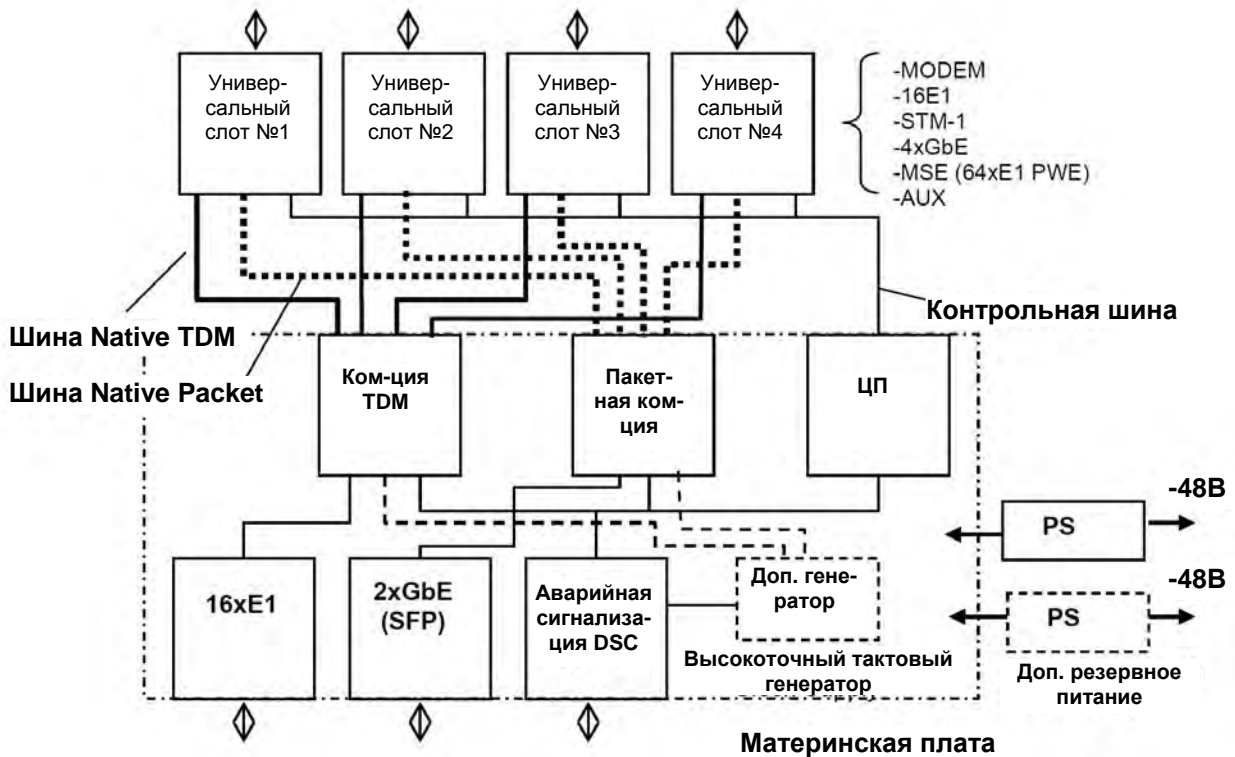 Универ-
сальный
слот №1
Универ-
сальный
слот №2
Универ-
сальный
слот №3
Универ-
сальный
слот №4
-MODEM
-16E1
-STM-1
-4xGbE
-MSE (64xE1 PWE)
-AUX
Контрольная шина
Шина Native TDM
Шина Native Packet
Ком-ция
TDM
Пакет-
ная ком-
ция
ЦП
-48В
PS
-48В
PS
Доп. резервное
питание
16xE1
2xGbE
(SFP)
Аварийная
сигнализа-
ция DSC
Доп. гене-
ратор
Высокоточный тактовый
генератор
Материнская плата